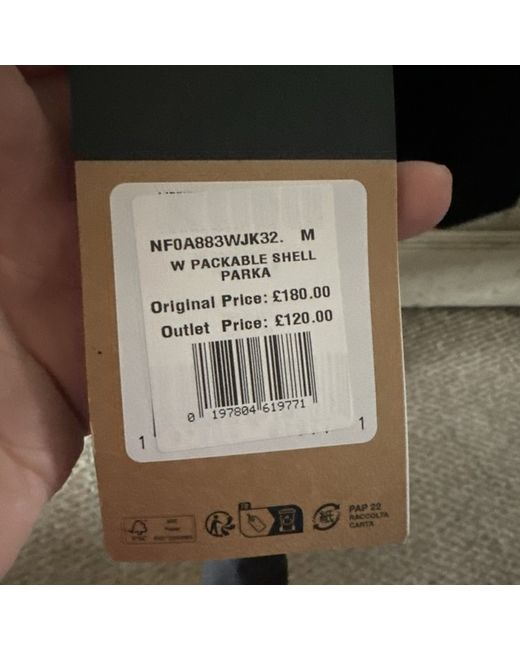 NF0A883WJK32. M
W PACKABLE SHELL
PARKA
Original Price: £180.00
Outlet Price: £120.00
0 197804 619771
1 1
FR
PAP 22
RACCOLTA
CARTA